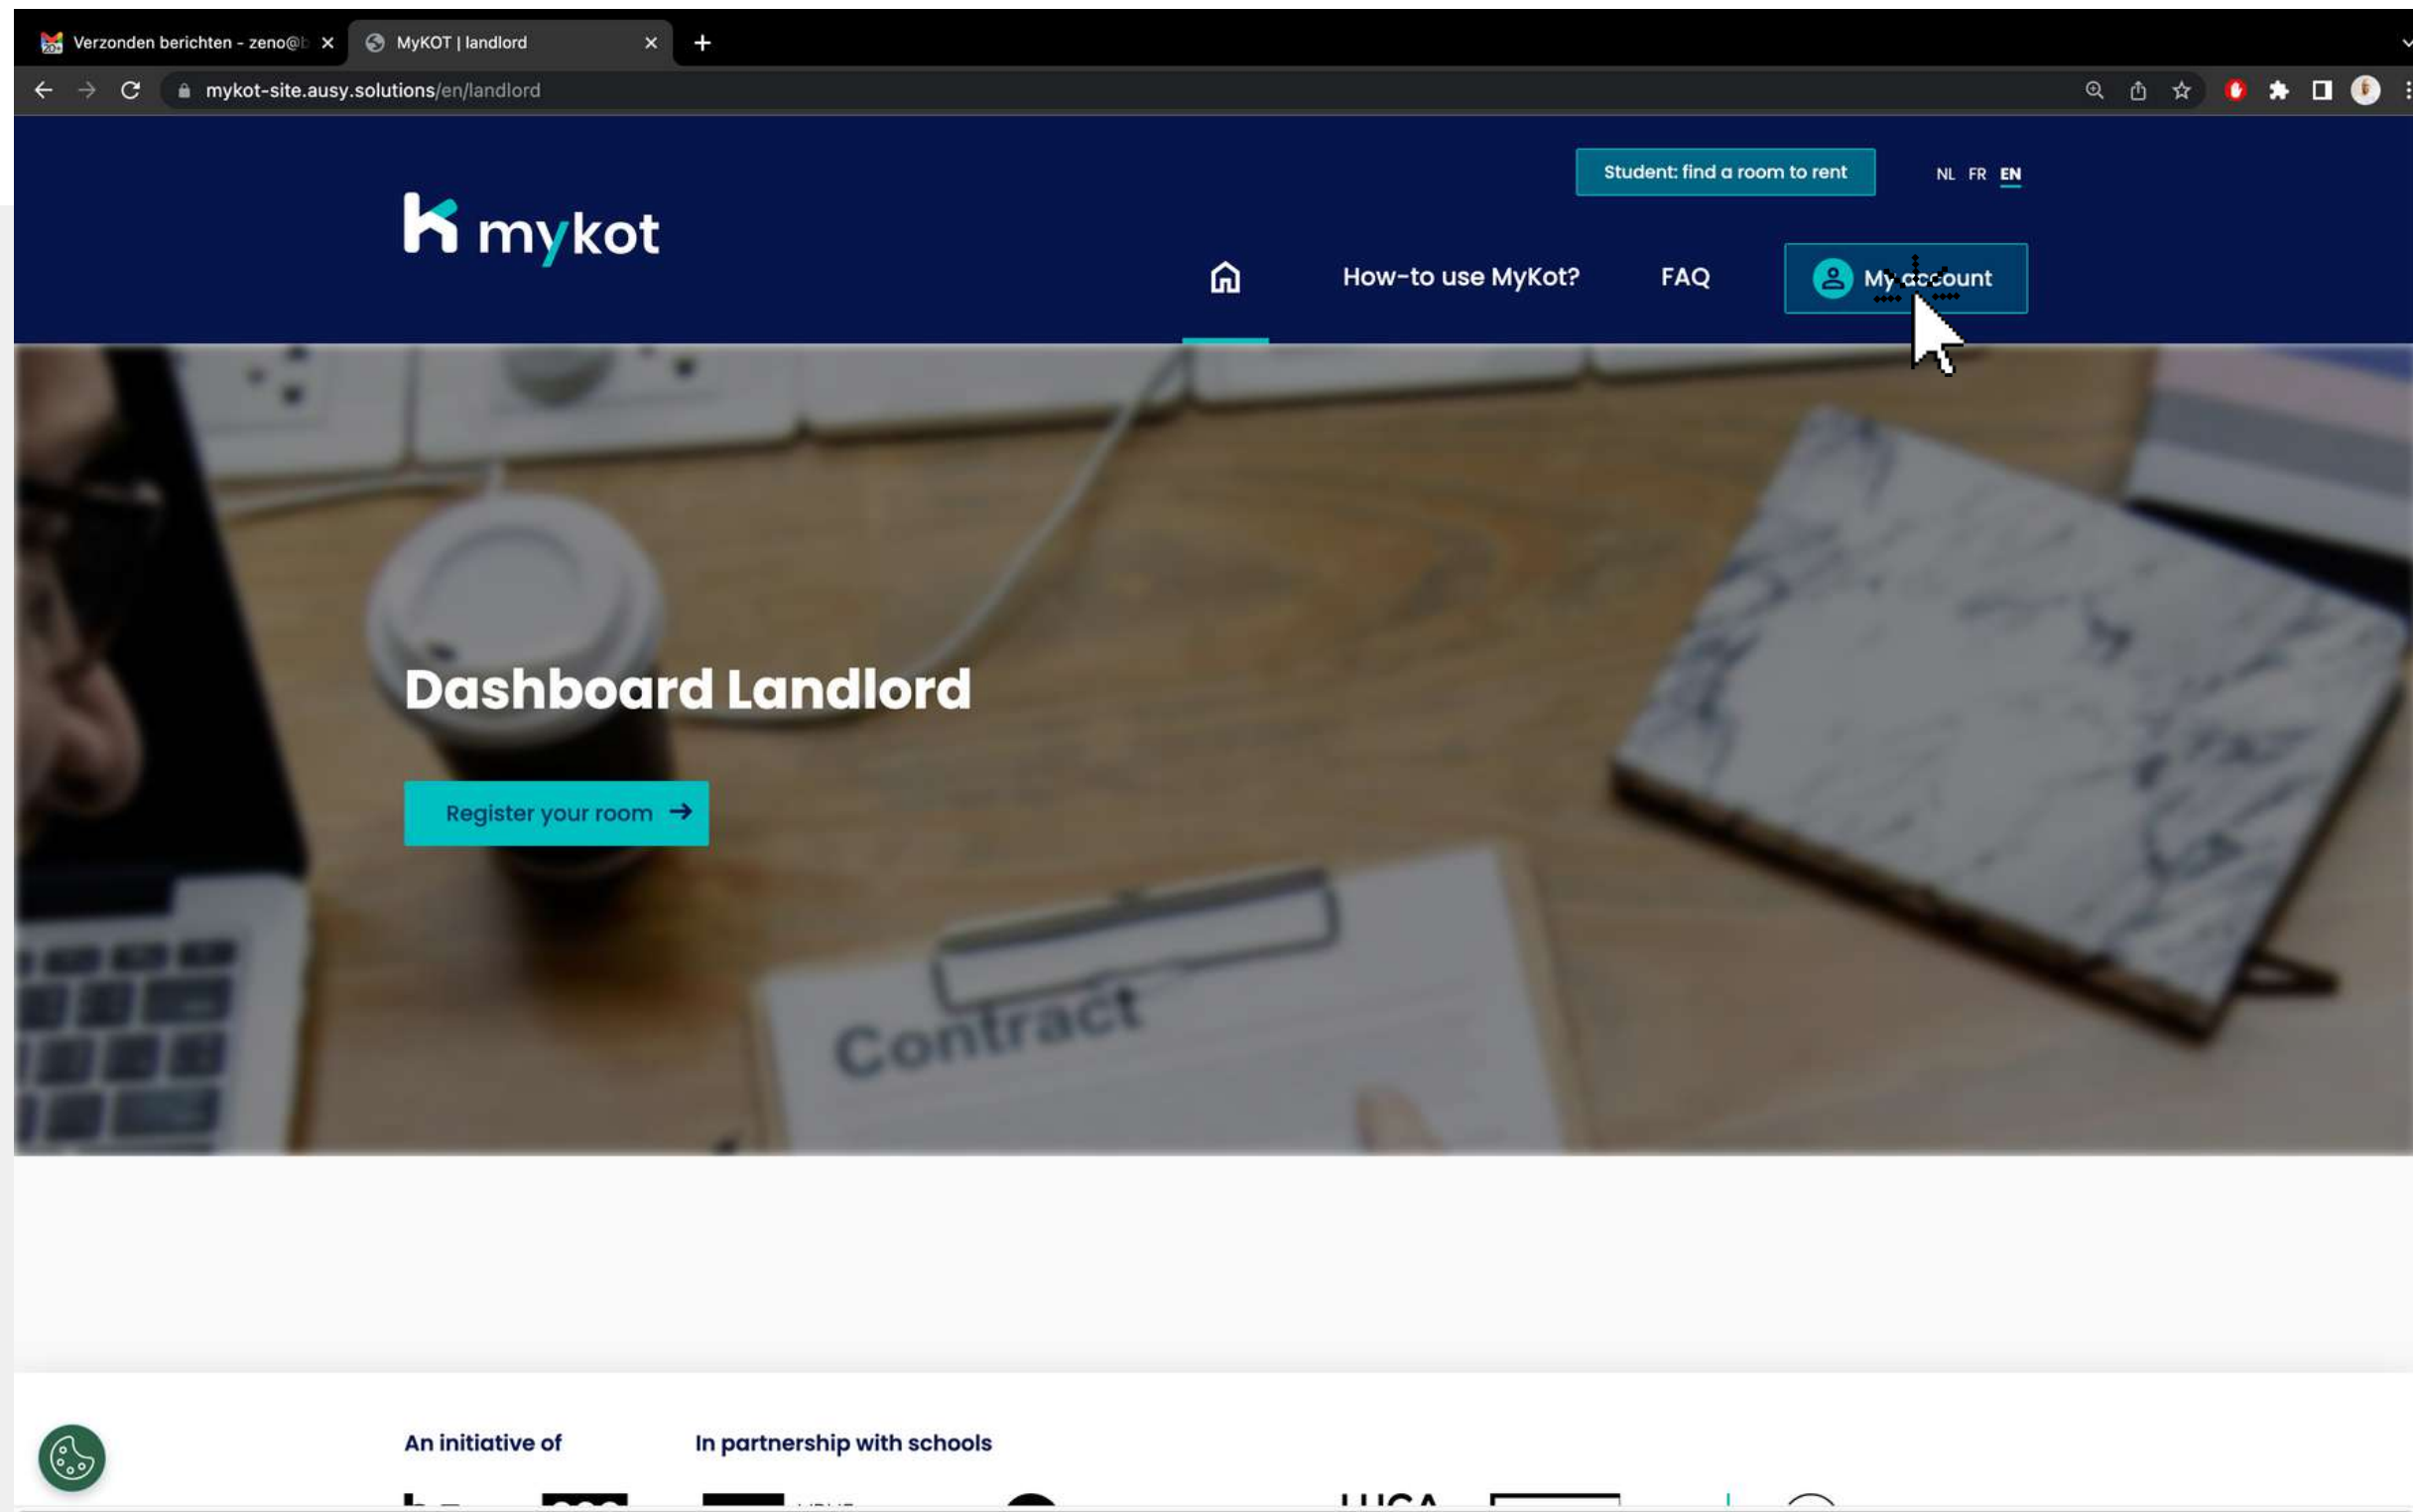 Verzonden berichten - zeno@b
MyKOT | landlord
mykot-site.ausy.solutions/en/landlord
Student: find a room to rent
NL FR EN
mykot
How-to use MyKot?
FAQ
My account
Dashboard Landlord
Register your room
Contract
An initiative of
In partnership with schools